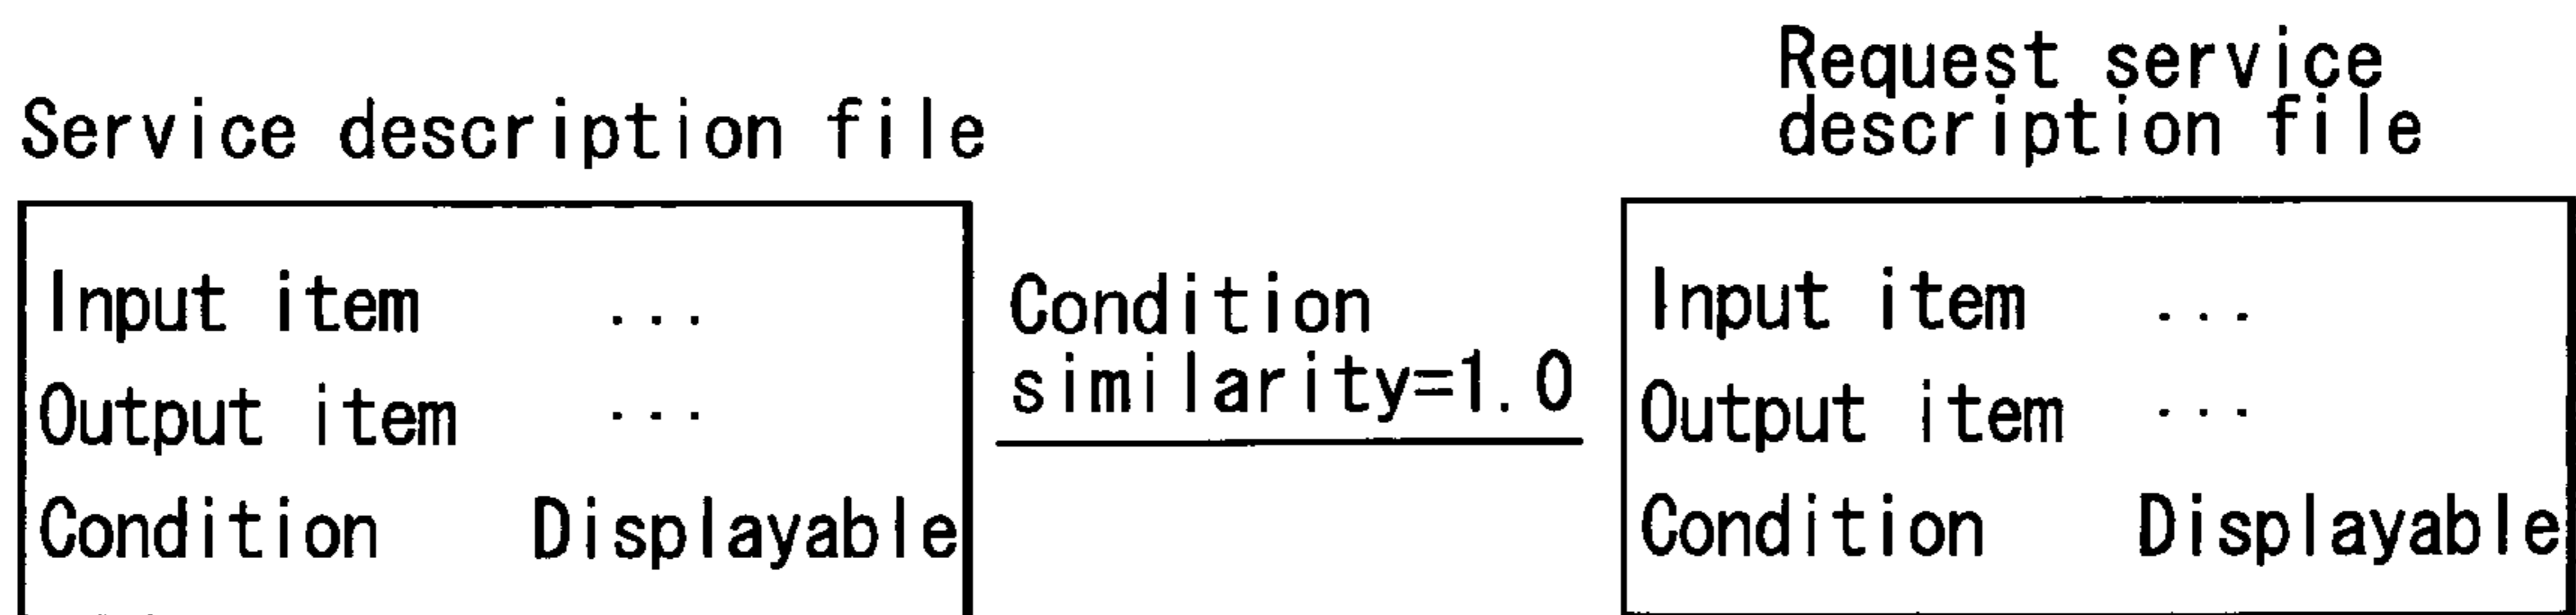 Service description file
Input item ...
Output item ...
Condition Displayable
Condition
similarity=1.0
Request service
description file
Input item ...
Output item ...
Condition Displayable